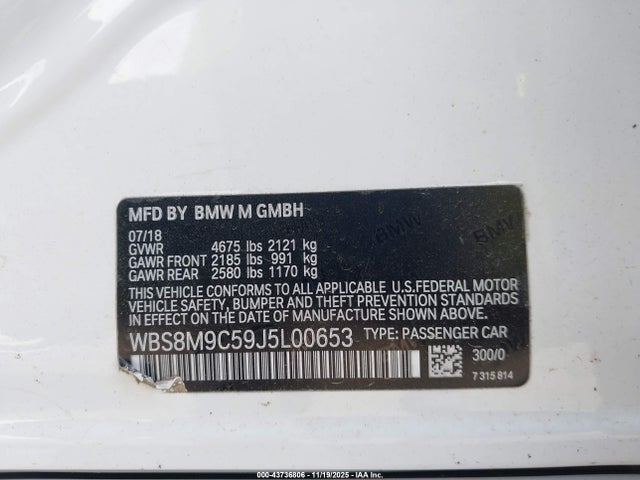 MFD BY BMW M GMBH
07/18
GVWR 4675 lbs 2121 kg
GAWR FRONT 2185 lbs 991 kg
GAWR REAR 2580 lbs 1170 kg
THIS VEHICLE CONFORMS TO ALL APPLICABLE U.S.FEDERAL MOTOR
VEHICLE SAFETY, BUMPER AND THEFT PREVENTION STANDARDS
IN EFFECT ON THE DATE OF MANUFACTURE SHOWN ABOVE.
WBS8M9C59J5L00653 TYPE: PASSENGER CAR
300/0
7 315 814
BMW
BMW
000-43736806 - 11/19/2025 - IAA Inc.